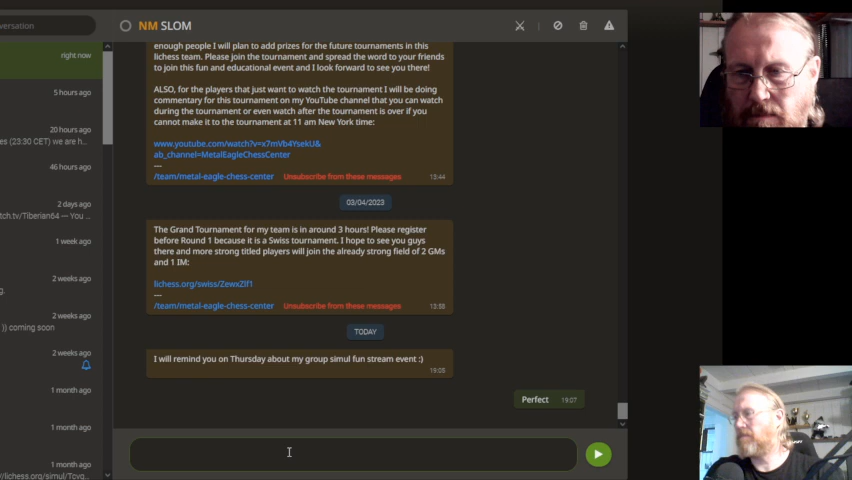 versation
NM SLOM
right now
5 hours ago
20 hours ago
es (23:30 CET) we are h...
46 hours ago
2 days ago
tch.tv/Tiberian64 — You ...
1 week ago
2 weeks ago
g.
2 weeks ago
)) coming soon
2 weeks ago
1 month ago
1 month ago
1 month ago
//lichess.org/simul/Tcvg...
enough people I will plan to add prizes for the future tournaments in this
lichess team. Please join the tournament and spread the word to your friends
to join this fun and educational event and I look forward to see you there!
ALSO, for the players that just want to watch the tournament I will be doing
commentary for this tournament on my YouTube channel that you can watch
during the tournament or even watch after the tournament is over if you
cannot make it to the tournament at 11 am New York time:
www.youtube.com/watch?v=x7mVb4YsekU&
ab_channel=MetalEagleChessCenter
---
/team/metal-eagle-chess-center Unsubscribe from these messages 13:44
03/04/2023
The Grand Tournament for my team is in around 3 hours! Please register
before Round 1 because it is a Swiss tournament. I hope to see you guys
there and more strong titled players will join the already strong field of 2 GMs
and 1 IM:
lichess.org/swiss/ZewxZlf1
---
/team/metal-eagle-chess-center Unsubscribe from these messages 13:58
TODAY
I will remind you on Thursday about my group simul fun stream event :)
19:05
Perfect 19:07